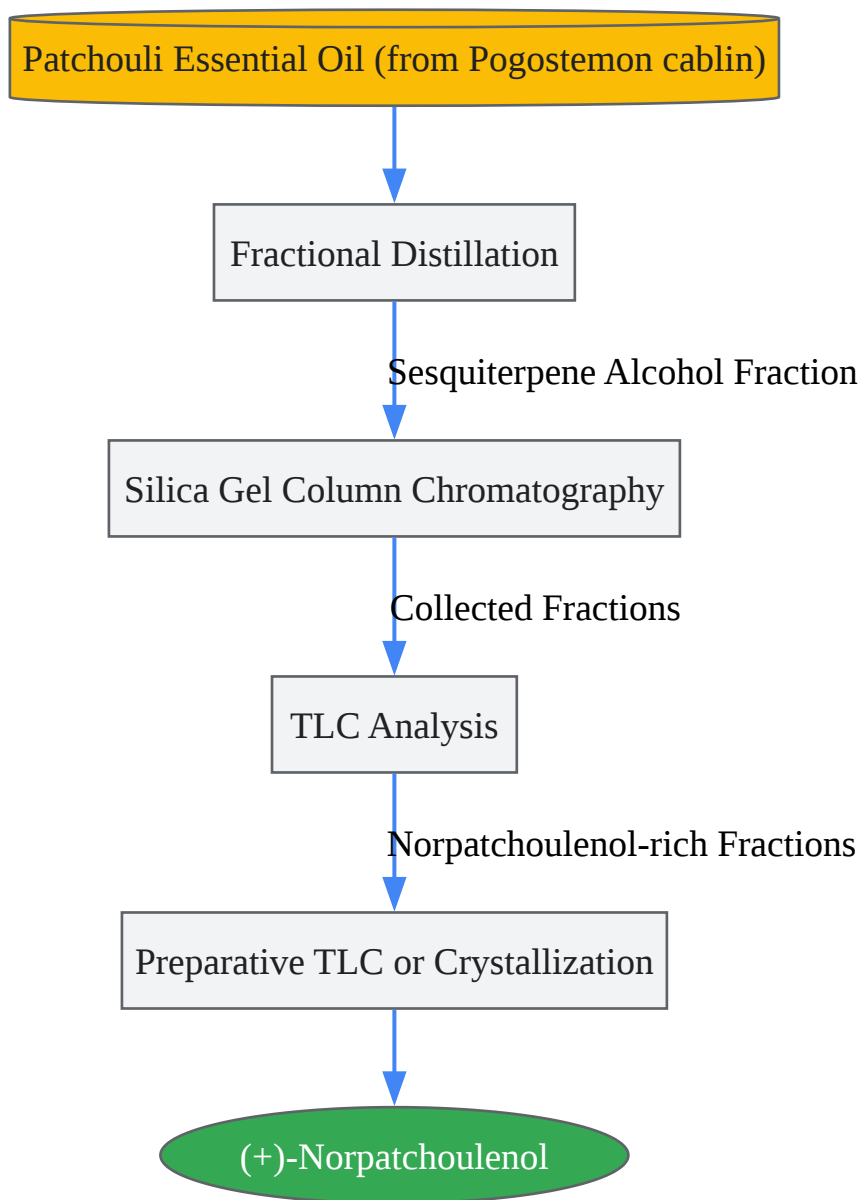 Patchouli Essential Oil (from Pogostemon cablin)
Fractional Distillation
Sesquiterpene Alcohol Fraction
Silica Gel Column Chromatography
Collected Fractions
TLC Analysis
Norpatchoulenol-rich Fractions
Preparative TLC or Crystallization
(+)-Norpatchoulenol